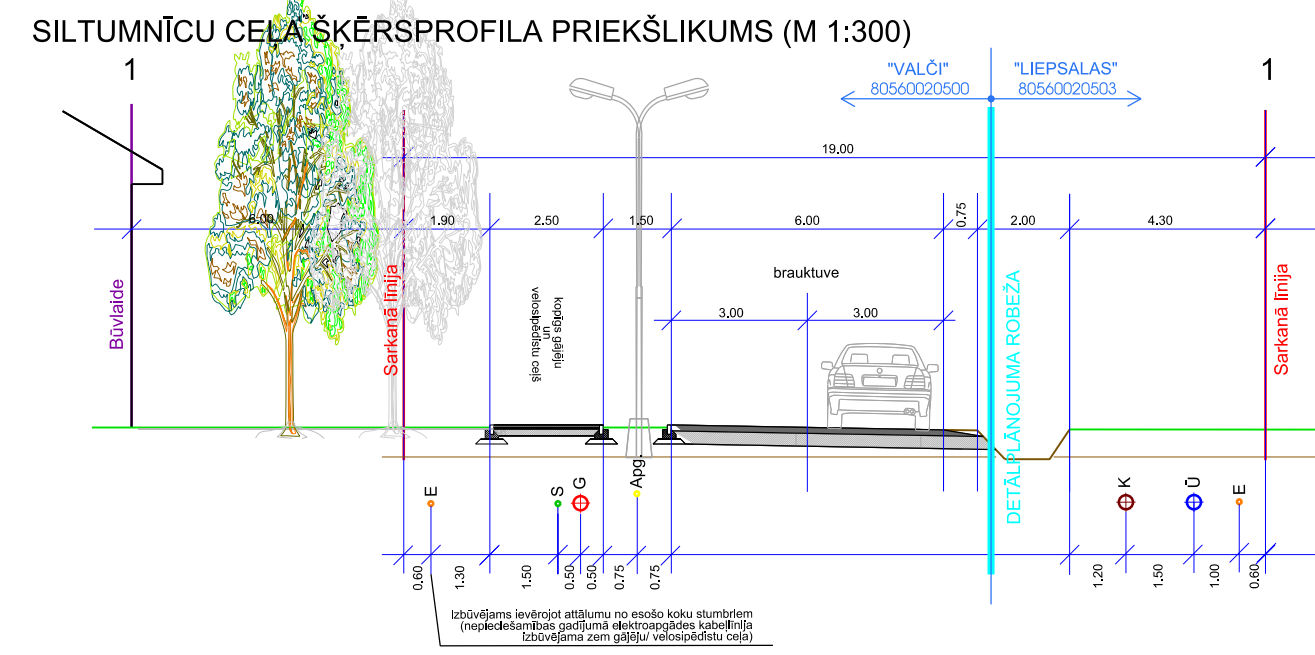 SILTUMNĪCU CEĻA ŠĶĒRSPROFILA PRIEKŠLIKUMS (M 1:300)
1
"VALČI"
80560020500
"LIEPSALAS"
80560020503
1
19.00
6.00
1.90
2.50
1.50
6.00
0.75
2.00
4.30
brauktuve
3.00
3.00
Būvlaide
Sarkanā līnija
kopīgs gājēju
un
velosipēdistu ceļš
DETĀLPLĀNOJUMA ROBEŽA
Sarkanā līnija
E
S
G
Apg.
K
Ū
E
0.60
1.30
1.50
0.50
0.50
0.75
0.75
1.20
1.50
1.00
0.60
Izbūvējams ievērojot attālumu no esošo koku stumbriem
(nepieciešamības gadījumā elektroapgādes kabeļlīnija
izbūvējama zem gājēju/ velosipēdistu ceļa)